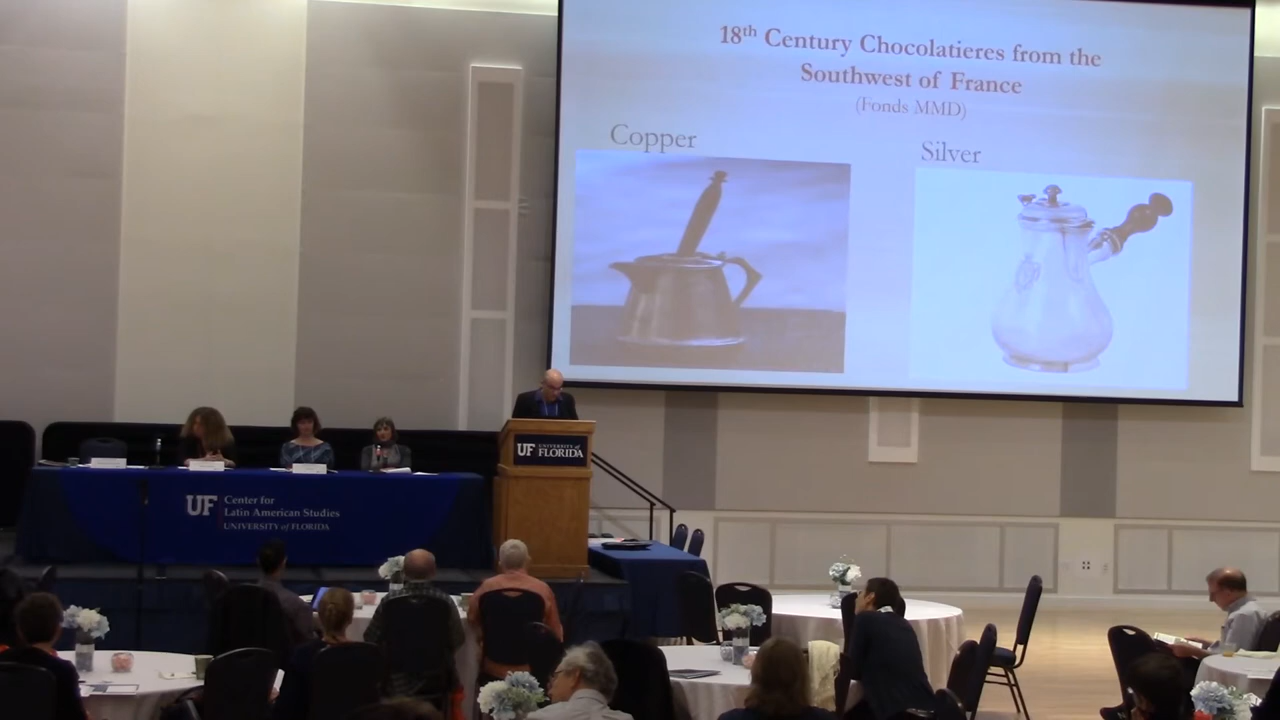 18th Century Chocolatieres from the
Southwest of France
(Fonds MMD)
Copper
Silver
UF UNIVERSITY of
FLORIDA
UF Center for
Latin American Studies
UNIVERSITY of FLORIDA